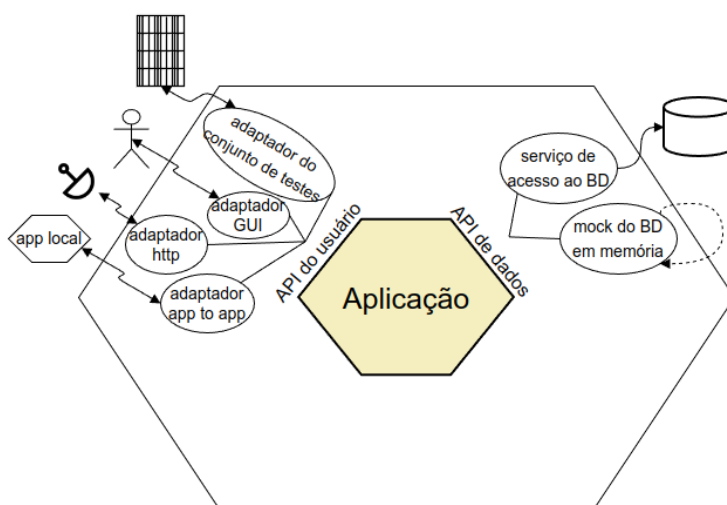 adaptador do
conjunto de testes
adaptador
GUI
adaptador
http
app local
adaptador
app to app
API do usuário
Aplicação
API de dados
serviço de
acesso ao BD
mock do BD
em memória